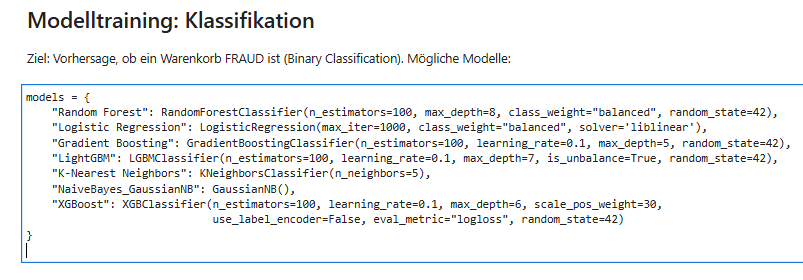 Modelltraining: Klassifikation
Ziel: Vorhersage, ob ein Warenkorb FRAUD ist (Binary Classification). Mögliche Modelle:
models = {
    "Random Forest": RandomForestClassifier(n_estimators=100, max_depth=8, class_weight="balanced", random_state=42),
    "Logistic Regression": LogisticRegression(max_iter=1000, class_weight="balanced", solver='liblinear'),
    "Gradient Boosting": GradientBoostingClassifier(n_estimators=100, learning_rate=0.1, max_depth=5, random_state=42),
    "LightGBM": LGBMClassifier(n_estimators=100, learning_rate=0.1, max_depth=7, is_unbalance=True, random_state=42),
    "K-Nearest Neighbors": KNeighborsClassifier(n_neighbors=5),
    "NaiveBayes_GaussianNB": GaussianNB(),
    "XGBoost": XGBClassifier(n_estimators=100, learning_rate=0.1, max_depth=6, scale_pos_weight=30,
                             use_label_encoder=False, eval_metric="logloss", random_state=42)
}